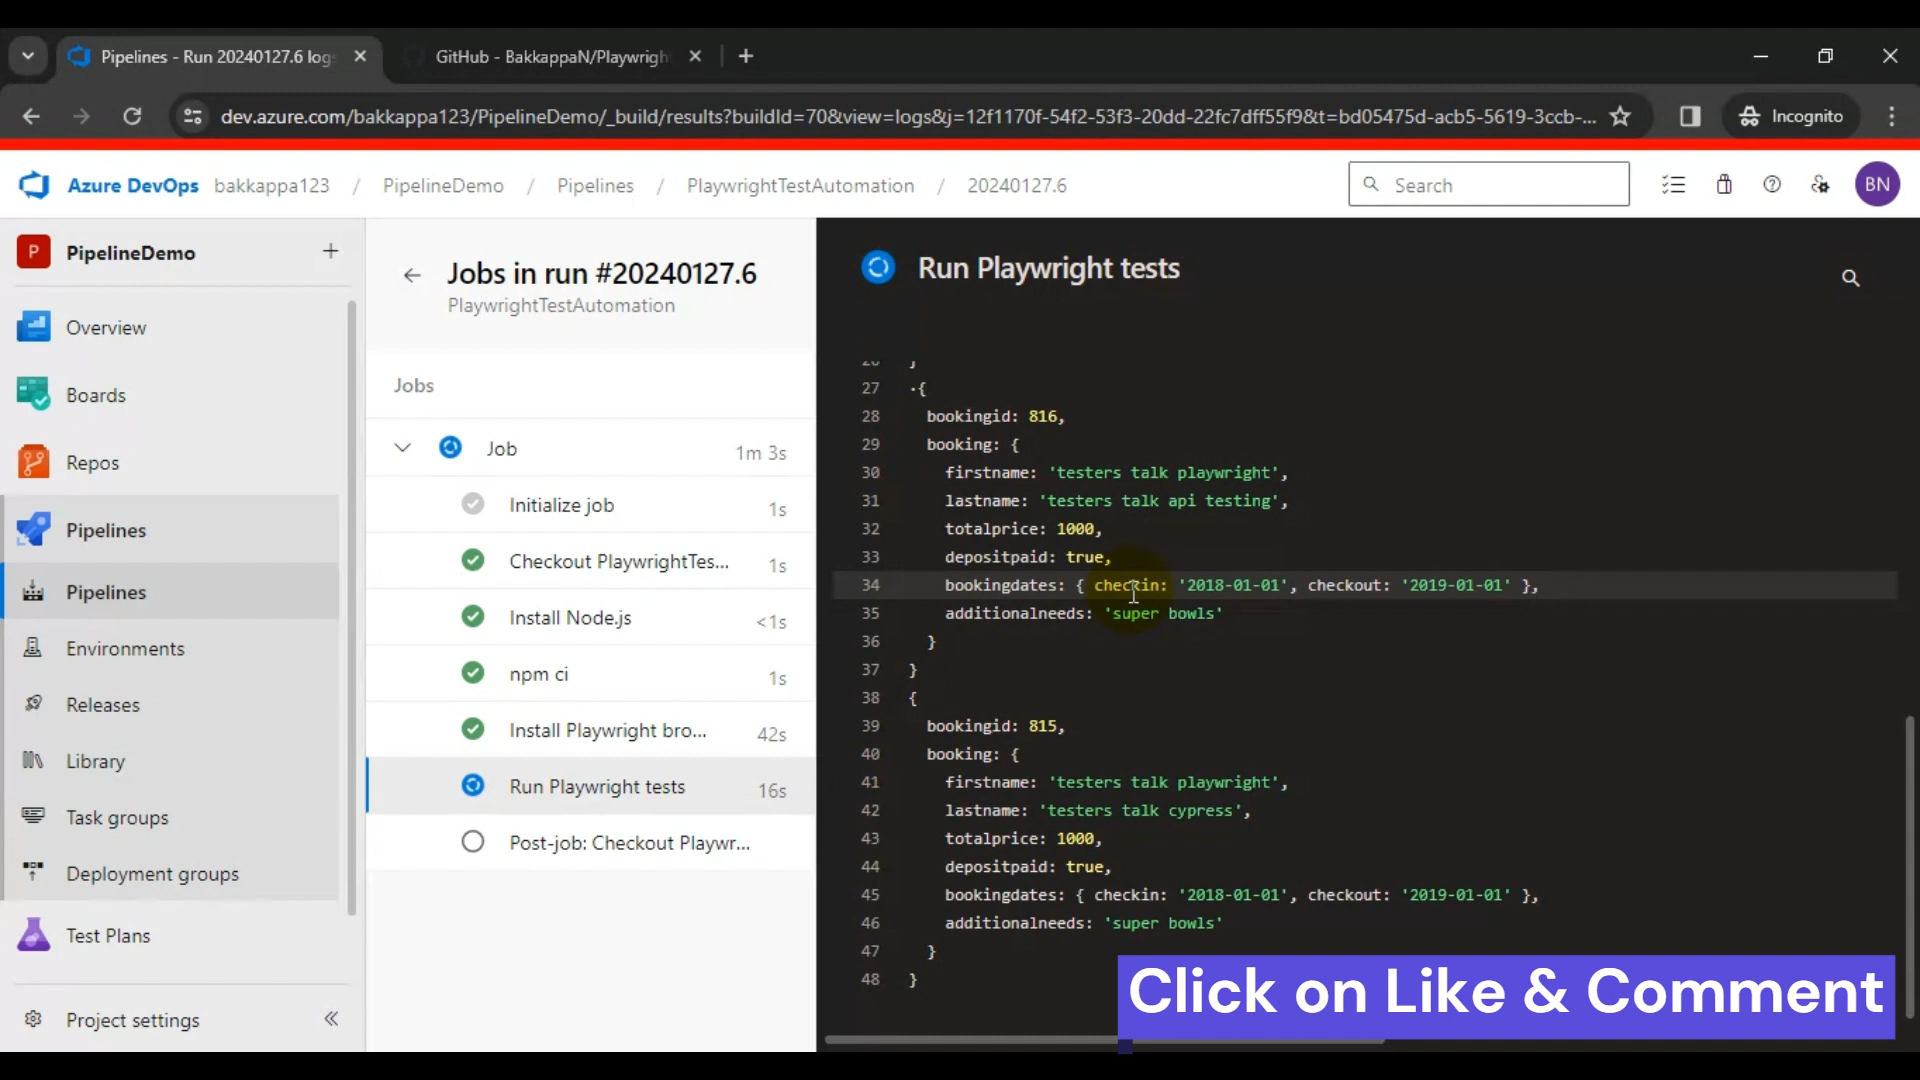 Pipelines - Run 20240127.6 log
GitHub - BakkappaN/Playwrigh
dev.azure.com/bakkappa123/PipelineDemo/_build/results?buildId=70&view=logs&j=12f1170f-54f2-53f3-20dd-22fc7dff55f9&t=bd05475d-acb5-5619-3ccb-...
Incognito
Azure DevOps bakkappa123 / PipelineDemo / Pipelines / PlaywrightTestAutomation / 20240127.6
Search
BN
P PipelineDemo
Overview
Boards
Repos
Pipelines
Pipelines
Environments
Releases
Library
Task groups
Deployment groups
Test Plans
Project settings
Jobs in run #20240127.6
PlaywrightTestAutomation
Jobs
Job 1m 3s
Initialize job 1s
Checkout PlaywrightTes... 1s
Install Node.js <1s
npm ci 1s
Install Playwright bro... 42s
Run Playwright tests 16s
Post-job: Checkout Playwr...
Run Playwright tests
26 }
27 ·{
28 bookingid: 816,
29 booking: {
30 firstname: 'testers talk playwright',
31 lastname: 'testers talk api testing',
32 totalprice: 1000,
33 depositpaid: true,
34 bookingdates: { checkin: '2018-01-01', checkout: '2019-01-01' },
35 additionalneeds: 'super bowls'
36 }
37 }
38 {
39 bookingid: 815,
40 booking: {
41 firstname: 'testers talk playwright',
42 lastname: 'testers talk cypress',
43 totalprice: 1000,
44 depositpaid: true,
45 bookingdates: { checkin: '2018-01-01', checkout: '2019-01-01' },
46 additionalneeds: 'super bowls'
47 }
48 }
Click on Like & Comment